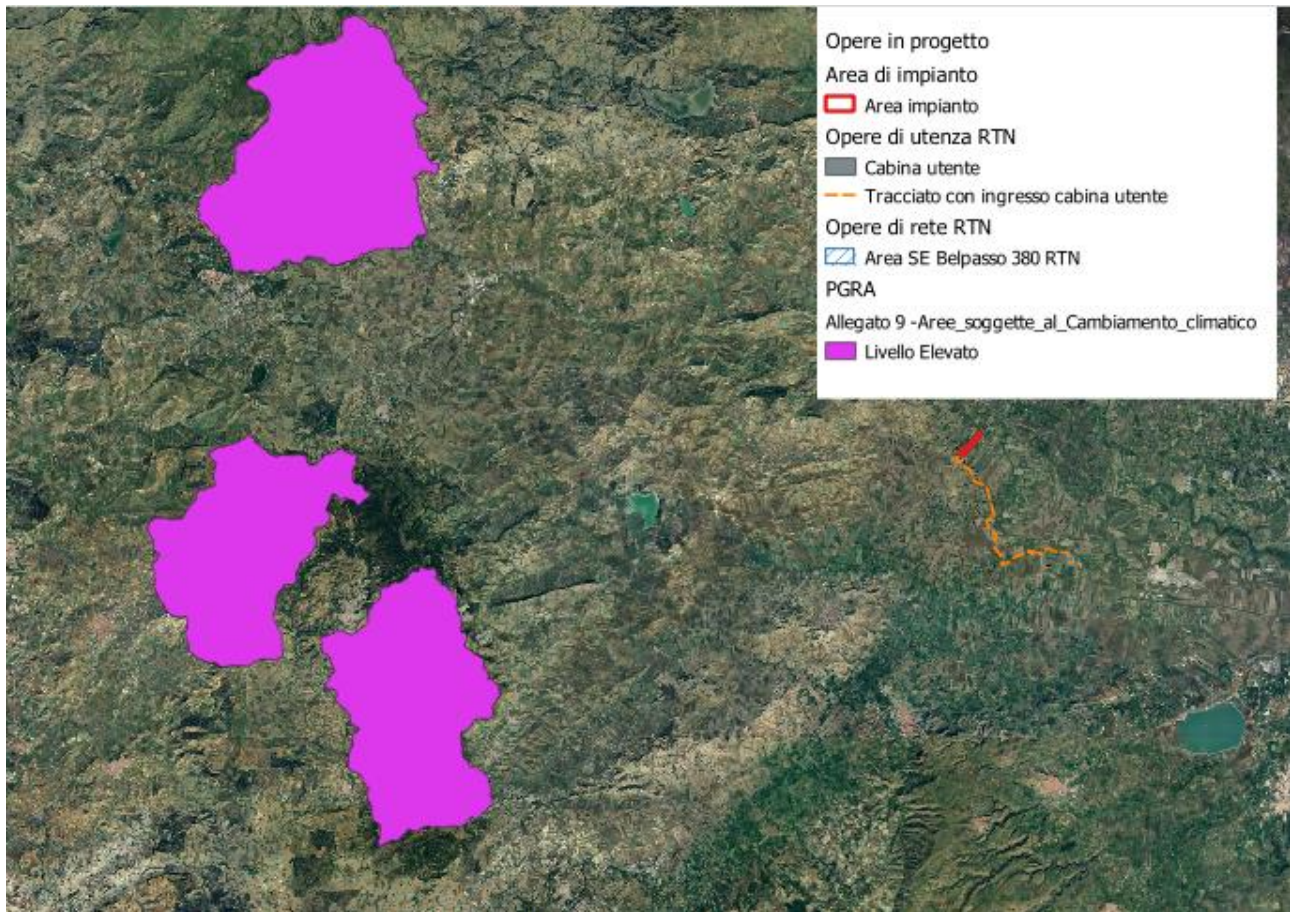 Opere in progetto
Area di impianto
Area impianto
Opere di utenza RTN
Cabina utente
Tracciato con ingresso cabina utente
Opere di rete RTN
Area SE Belpasso 380 RTN
PGRA
Allegato 9 -Aree_soggette_al_Cambiamento_climatico
Livello Elevato